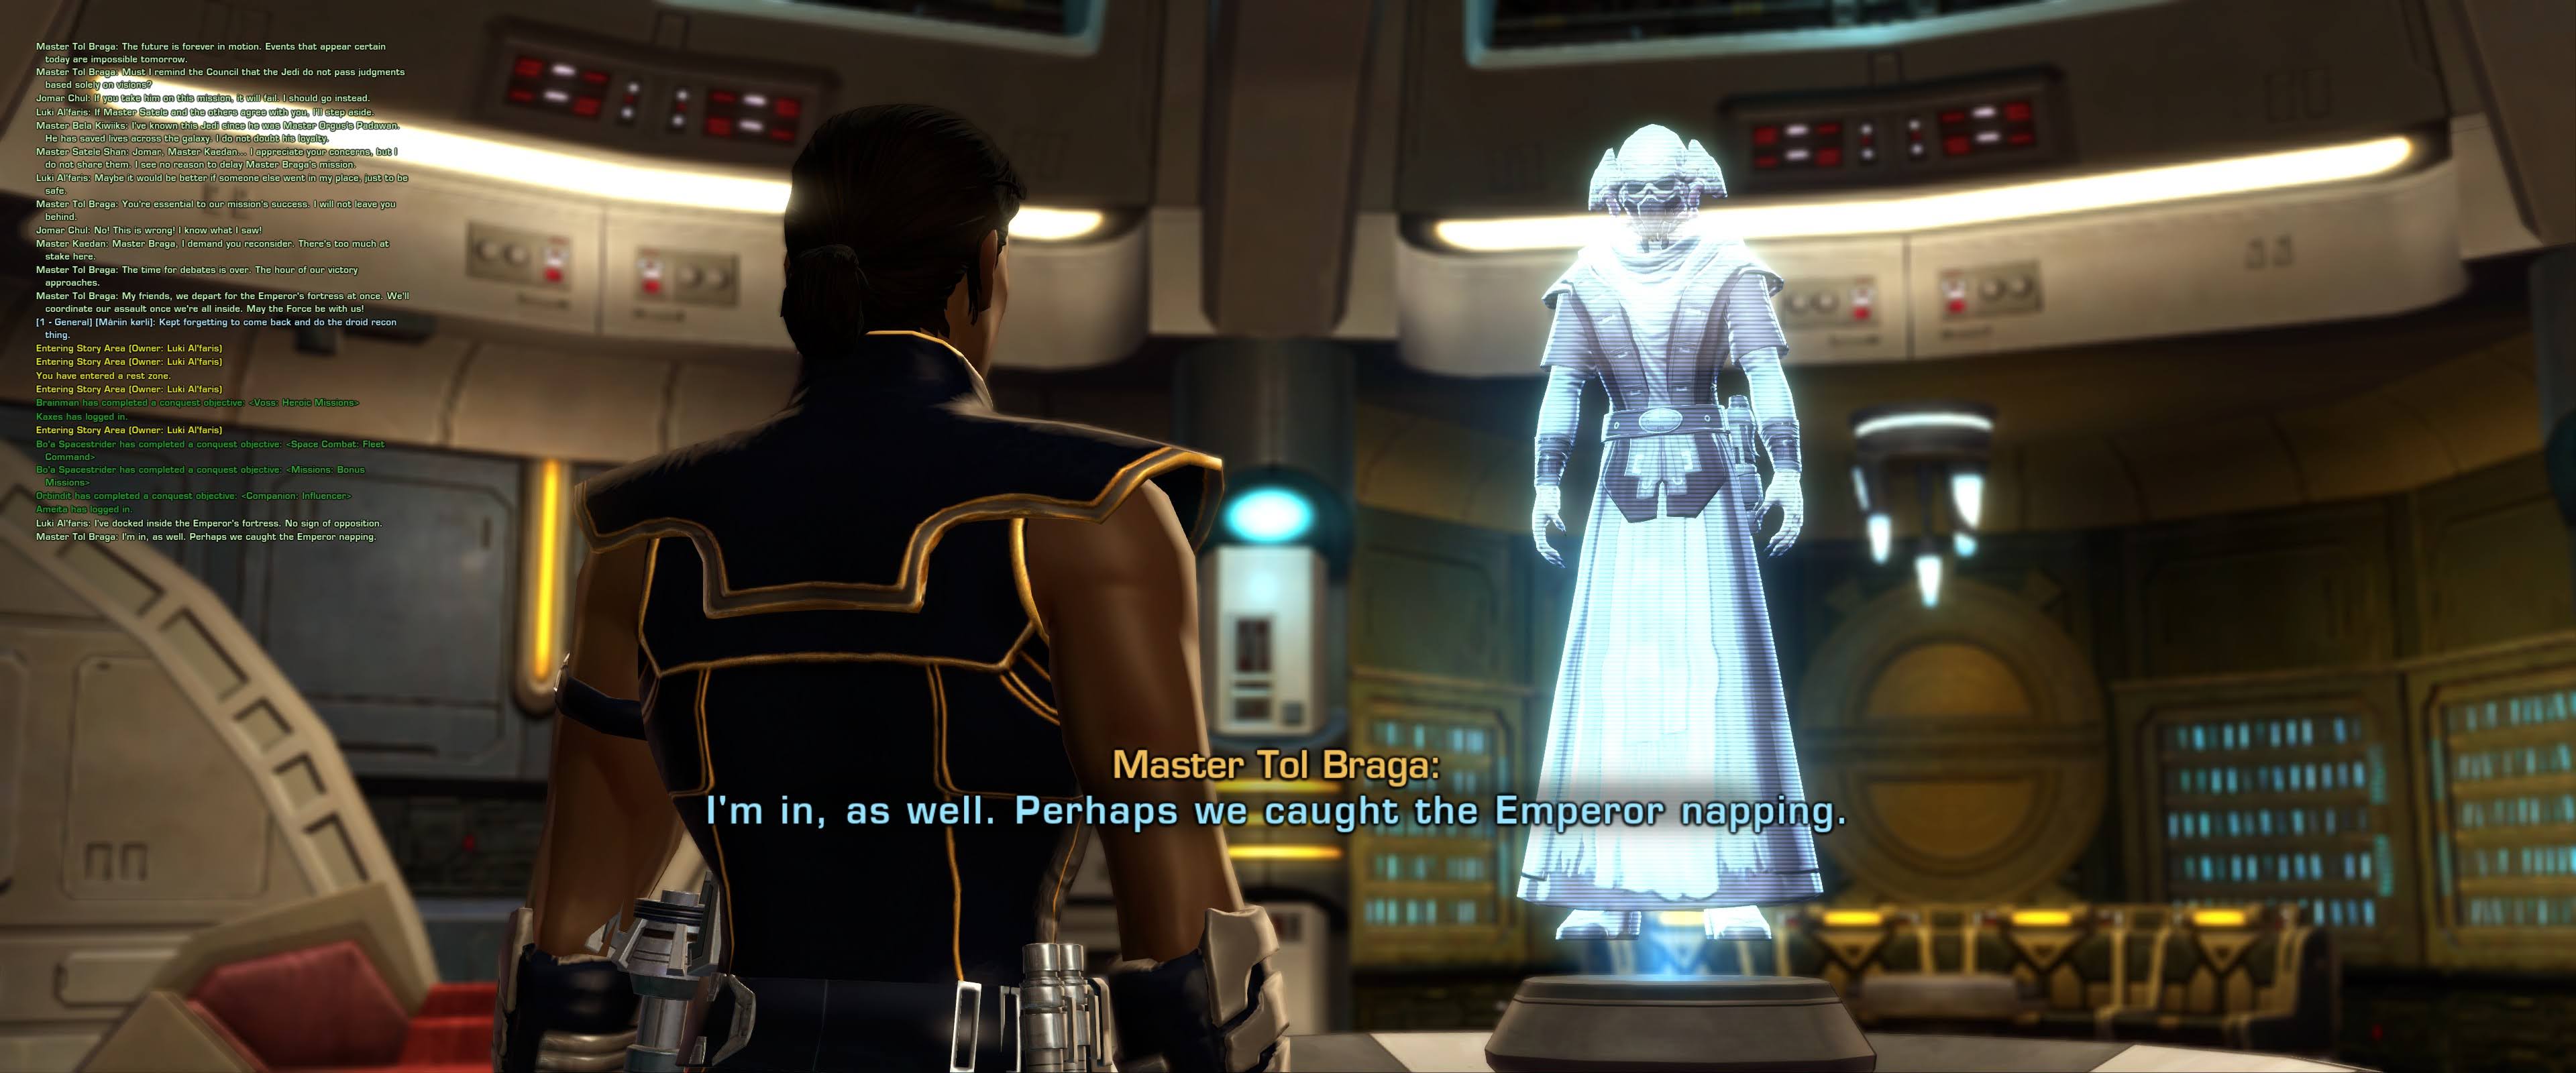 Master Tol Braga: The future is forever in motion. Events that appear certain
today are impossible tomorrow.
Master Tol Braga: Must I remind the Council that the Jedi do not pass judgments
based solely on visions?
Jomar Chul: If you take him on this mission, it will fail. I should go instead.
Luki Al'faris: If Master Satele and the others agree with you, I'll step aside.
Master Bela Kiwiiks: I've known this Jedi since he was Master Orgus's Padawan.
He has saved lives across the galaxy. I do not doubt his loyalty.
Master Satele Shan: Jomar, Master Kaedan... I appreciate your concerns, but I
do not share them. I see no reason to delay Master Braga's mission.
Luki Al'faris: Maybe it would be better if someone else went in my place, just to be
safe.
Master Tol Braga: You're essential to our mission's success. I will not leave you
behind.
Jomar Chul: No! This is wrong! I know what I saw!
Master Kaedan: Master Braga, I demand you reconsider. There's too much at
stake here.
Master Tol Braga: The time for debates is over. The hour of our victory
approaches.
Master Tol Braga: My friends, we depart for the Emperor's fortress at once. We'll
coordinate our assault once we're all inside. May the Force be with us!
[1 - General] [Máriin kørli]: Kept forgetting to come back and do the droid recon
thing.
Entering Story Area (Owner: Luki Al'faris)
Entering Story Area (Owner: Luki Al'faris)
You have entered a rest zone.
Entering Story Area (Owner: Luki Al'faris)
Brainman has completed a conquest objective: <Voss: Heroic Missions>
Kaxes has logged in.
Entering Story Area (Owner: Luki Al'faris)
Bo'a Spacestrider has completed a conquest objective: <Space Combat: Fleet
Command>
Bo'a Spacestrider has completed a conquest objective: <Missions: Bonus
Missions>
Orbindit has completed a conquest objective: <Companion: Influencer>
Ameita has logged in.
Luki Al'faris: I've docked inside the Emperor's fortress. No sign of opposition.
Master Tol Braga: I'm in, as well. Perhaps we caught the Emperor napping.
Master Tol Braga:
I'm in, as well. Perhaps we caught the Emperor napping.